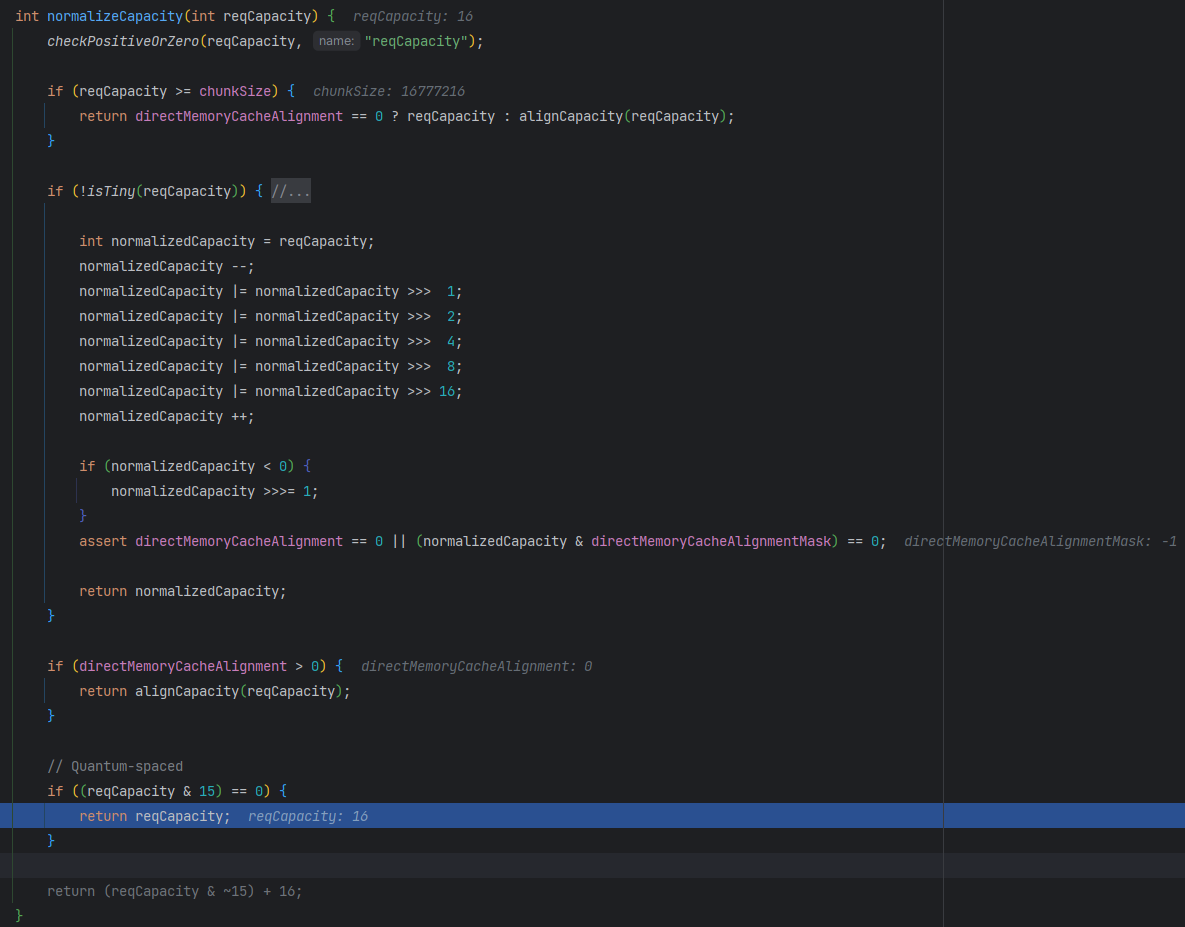 int normalizeCapacity(int reqCapacity) {  reqCapacity: 16
    checkPositiveOrZero(reqCapacity,  name: "reqCapacity");

    if (reqCapacity >= chunkSize) {  chunkSize: 16777216
        return directMemoryCacheAlignment == 0 ? reqCapacity : alignCapacity(reqCapacity);
    }

    if (!isTiny(reqCapacity)) { //...

        int normalizedCapacity = reqCapacity;
        normalizedCapacity --;
        normalizedCapacity |= normalizedCapacity >>>  1;
        normalizedCapacity |= normalizedCapacity >>>  2;
        normalizedCapacity |= normalizedCapacity >>>  4;
        normalizedCapacity |= normalizedCapacity >>>  8;
        normalizedCapacity |= normalizedCapacity >>> 16;
        normalizedCapacity ++;

        if (normalizedCapacity < 0) {
            normalizedCapacity >>>= 1;
        }
        assert directMemoryCacheAlignment == 0 || (normalizedCapacity & directMemoryCacheAlignmentMask) == 0;  directMemoryCacheAlignmentMask: -1

        return normalizedCapacity;
    }

    if (directMemoryCacheAlignment > 0) {  directMemoryCacheAlignment: 0
        return alignCapacity(reqCapacity);
    }

    // Quantum-spaced
    if ((reqCapacity & 15) == 0) {
        return reqCapacity;  reqCapacity: 16
    }

    return (reqCapacity & ~15) + 16;
}